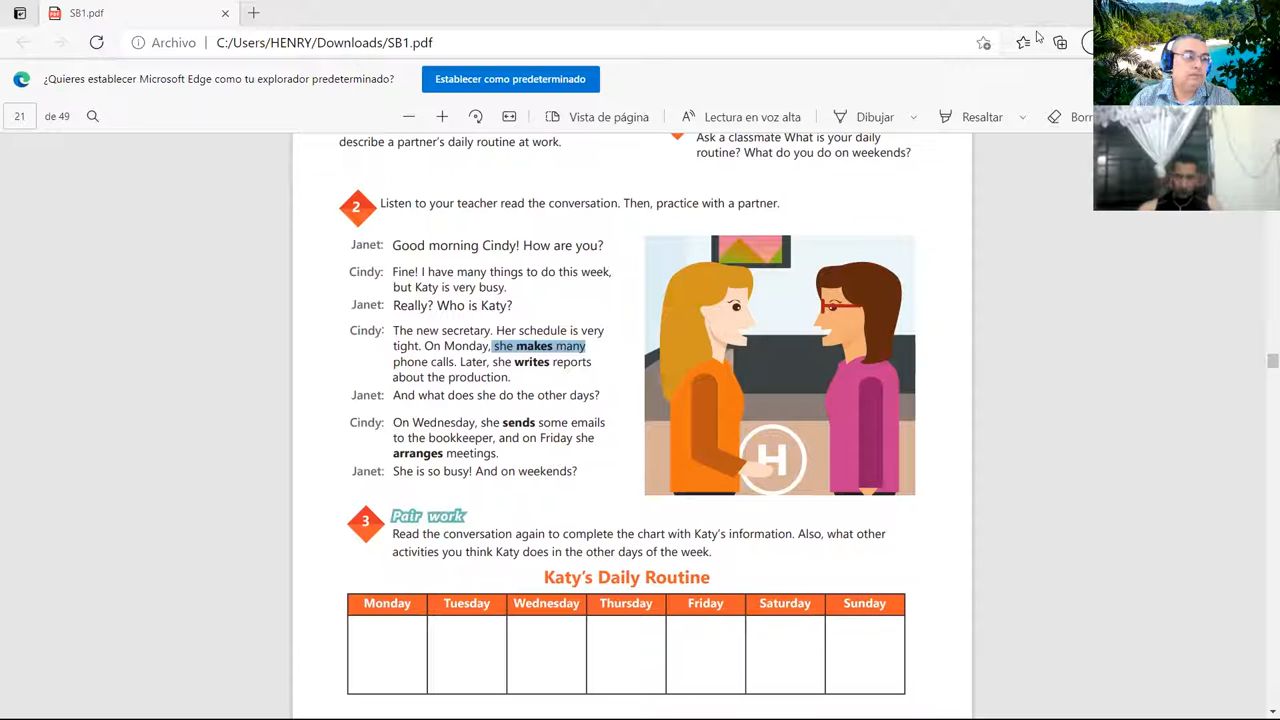 SB1.pdf
Archivo
C:/Users/HENRY/Downloads/SB1.pdf
¿Quieres establecer Microsoft Edge como tu explorador predeterminado?
Establecer como predeterminado
21
de 49
Vista de página
Lectura en voz alta
Dibujar
Resaltar
Borr
describe a partner's daily routine at work.
Ask a classmate What is your daily
routine? What do you do on weekends?
2
Listen to your teacher read the conversation. Then, practice with a partner.
Janet: Good morning Cindy! How are you?
Cindy: Fine! I have many things to do this week,
but Katy is very busy.
Janet: Really? Who is Katy?
Cindy: The new secretary. Her schedule is very
tight. On Monday, she makes many
phone calls. Later, she writes reports
about the production.
Janet: And what does she do the other days?
Cindy: On Wednesday, she sends some emails
to the bookkeeper, and on Friday she
arranges meetings.
Janet: She is so busy! And on weekends?
H
3
Pair work
Read the conversation again to complete the chart with Katy's information. Also, what other
activities you think Katy does in the other days of the week.
Katy's Daily Routine
Monday Tuesday Wednesday Thursday Friday Saturday Sunday